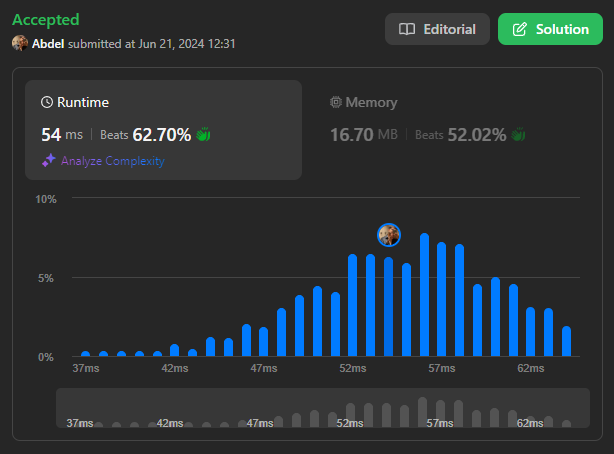 Accepted
Abdel submitted at Jun 21, 2024 12:31
Editorial
Solution
Runtime
54 ms | Beats 62.70%
Analyze Complexity
Memory
16.70 MB | Beats 52.02%
10%
5%
0%
37ms 42ms 47ms 52ms 57ms 62ms
37ms 42ms 47ms 52ms 57ms 62ms